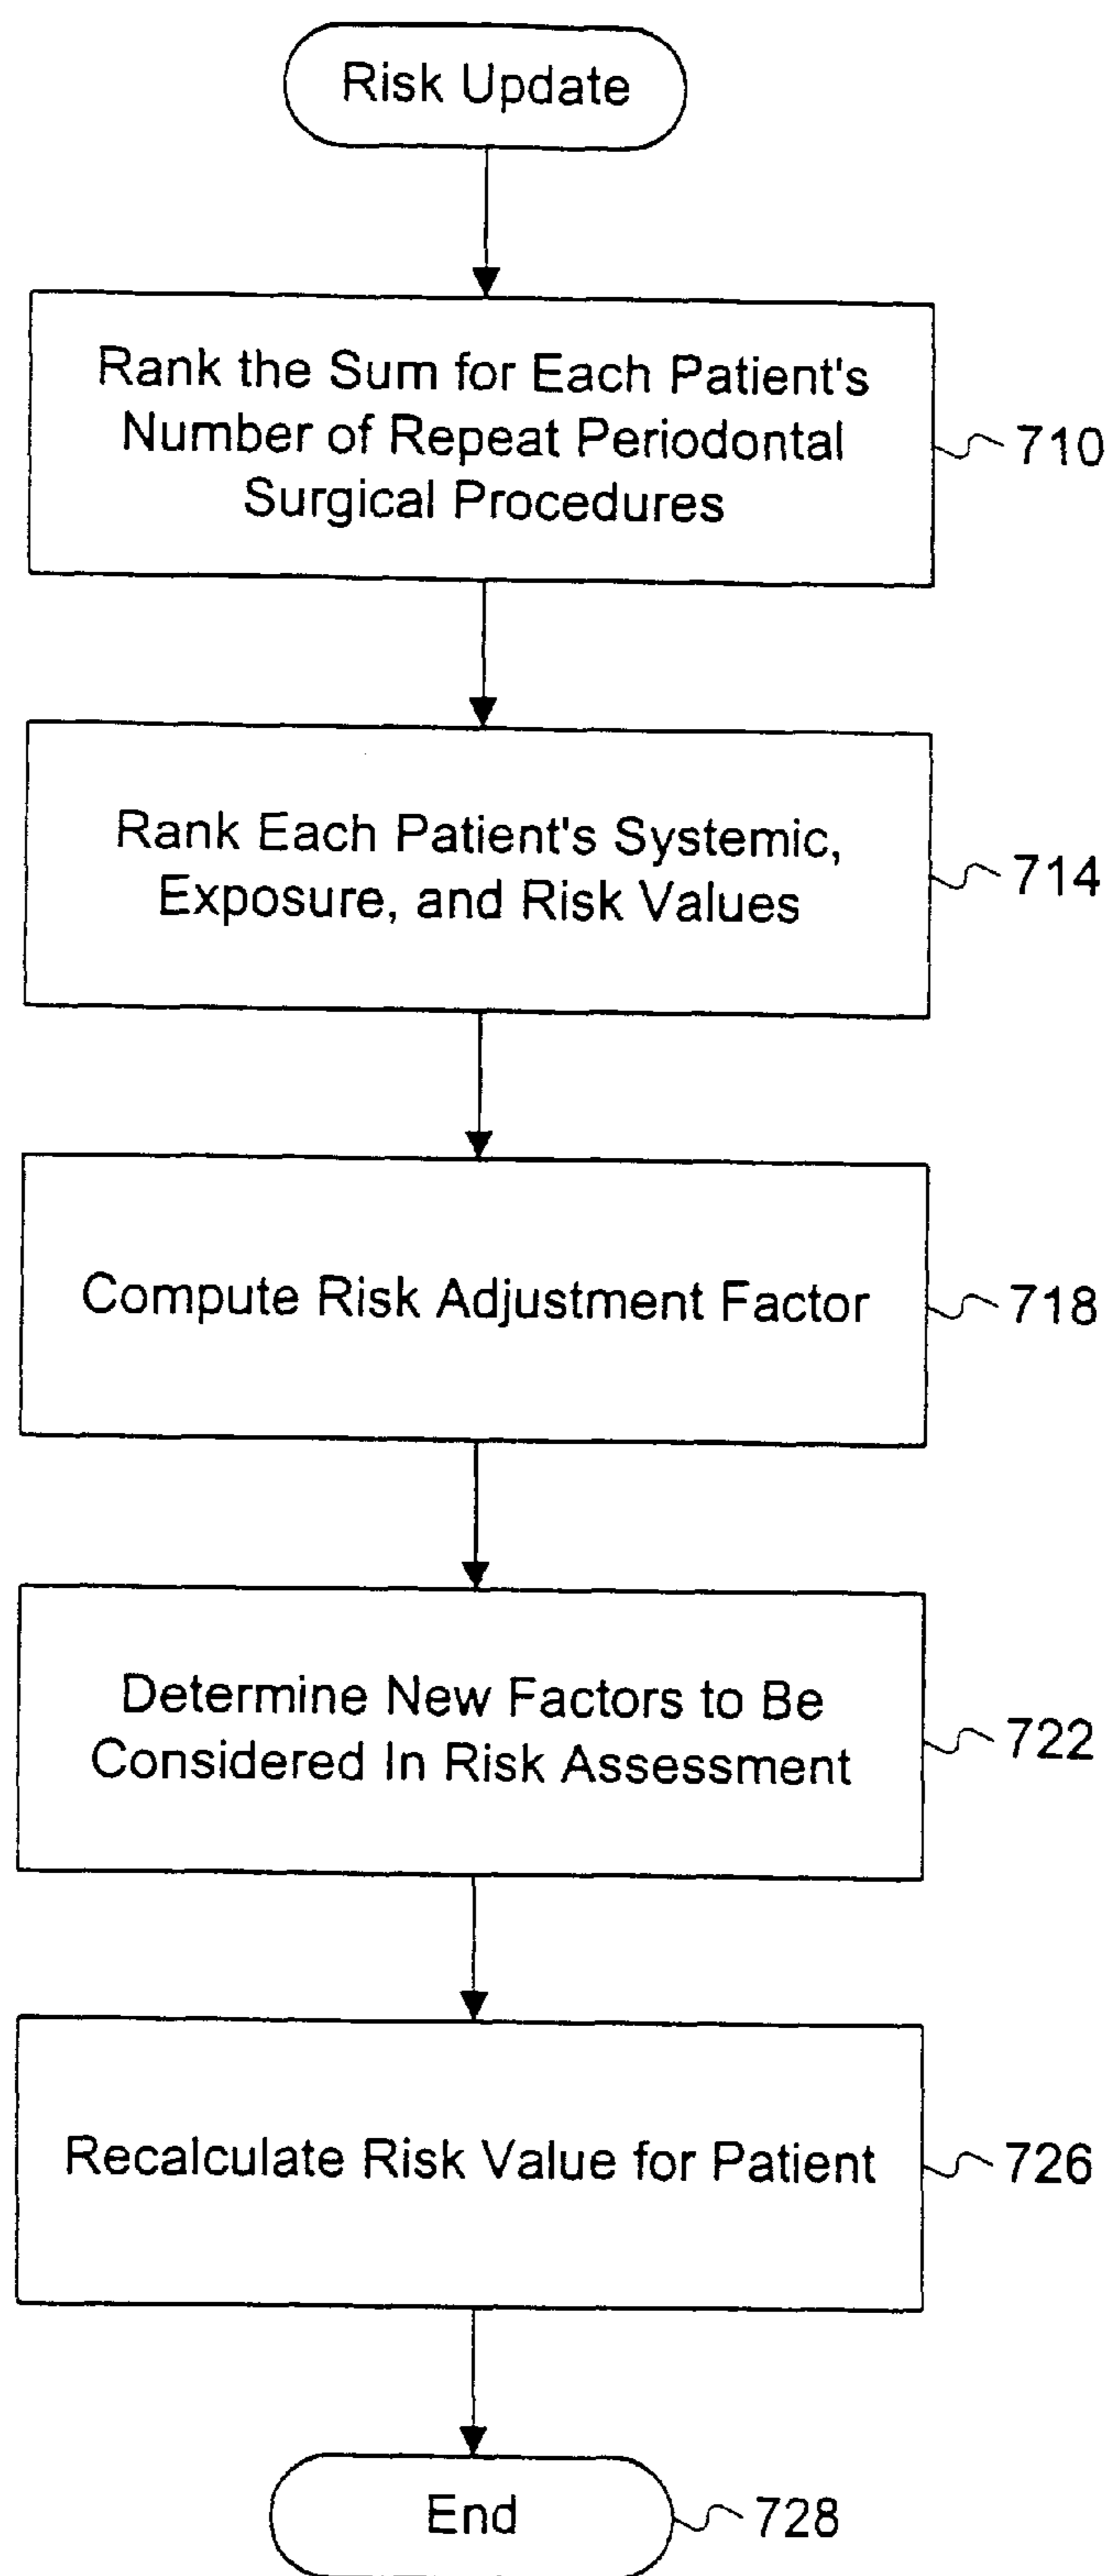 Risk Update
Rank the Sum for Each Patient's
Number of Repeat Periodontal
Surgical Procedures
710
Rank Each Patient's Systemic,
Exposure, and Risk Values
714
Compute Risk Adjustment Factor
718
Determine New Factors to Be
Considered In Risk Assessment
722
Recalculate Risk Value for Patient
726
End
728